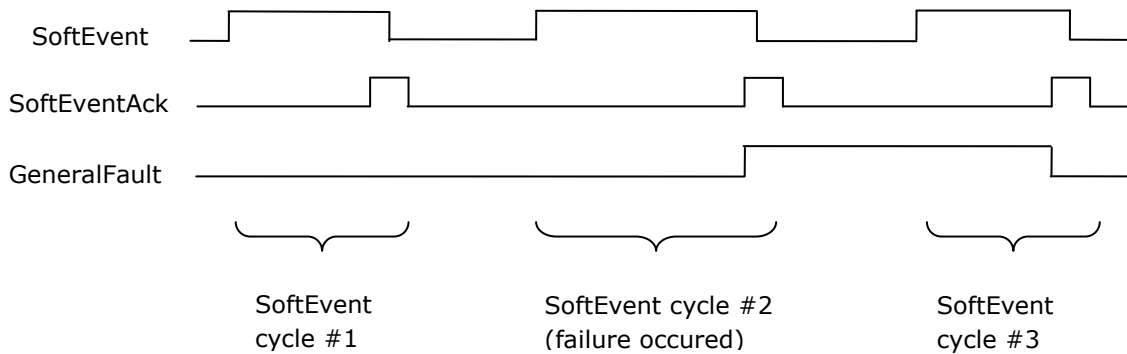 SoftEvent
SoftEventAck
GeneralFault
SoftEvent
cycle #1
SoftEvent cycle #2
(failure occured)
SoftEvent
cycle #3